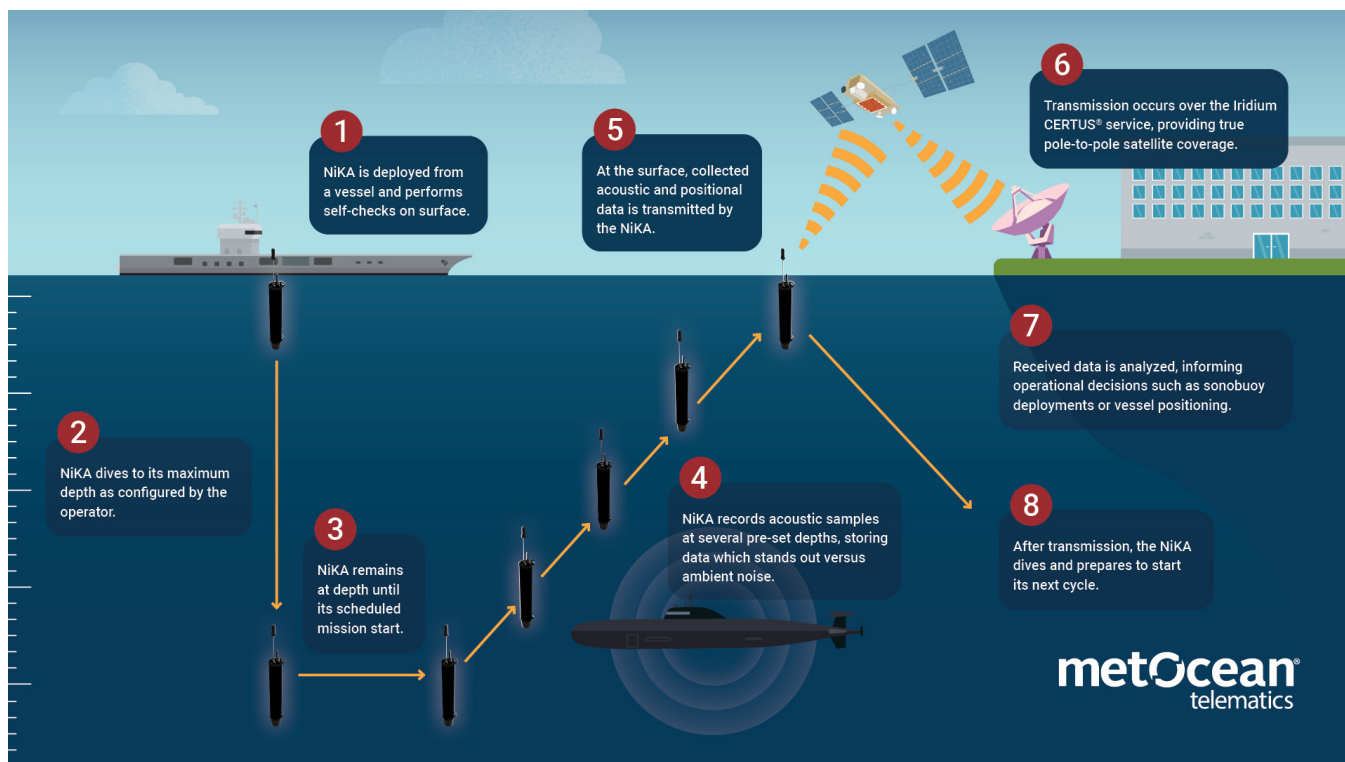 1
NiKA is deployed from
a vessel and performs
self-checks on surface.
2
NiKA dives to its maximum
depth as configured by the
operator.
3
NiKA remains
at depth until
its scheduled
mission start.
4
NiKA records acoustic samples
at several pre-set depths, storing
data which stands out versus
ambient noise.
5
At the surface, collected
acoustic and positional
data is transmitted by
the NiKA.
6
Transmission occurs over the Iridium
CERTUS® service, providing true
pole-to-pole satellite coverage.
7
Received data is analyzed, informing
operational decisions such as sonobuoy
deployments or vessel positioning.
8
After transmission, the NiKA
dives and prepares to start
its next cycle.
metOcean®
telematics